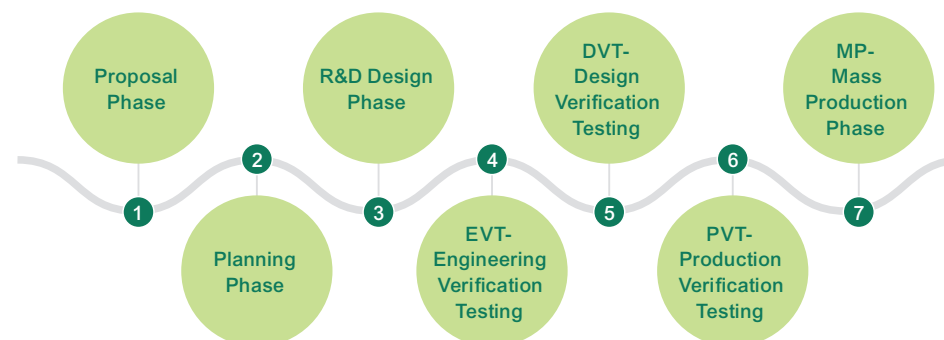 Proposal
Phase
1
2
Planning
Phase
R&D Design
Phase
3
4
EVT-
Engineering
Verification
Testing
DVT-
Design
Verification
Testing
5
6
PVT-
Production
Verification
Testing
MP-
Mass
Production
Phase
7